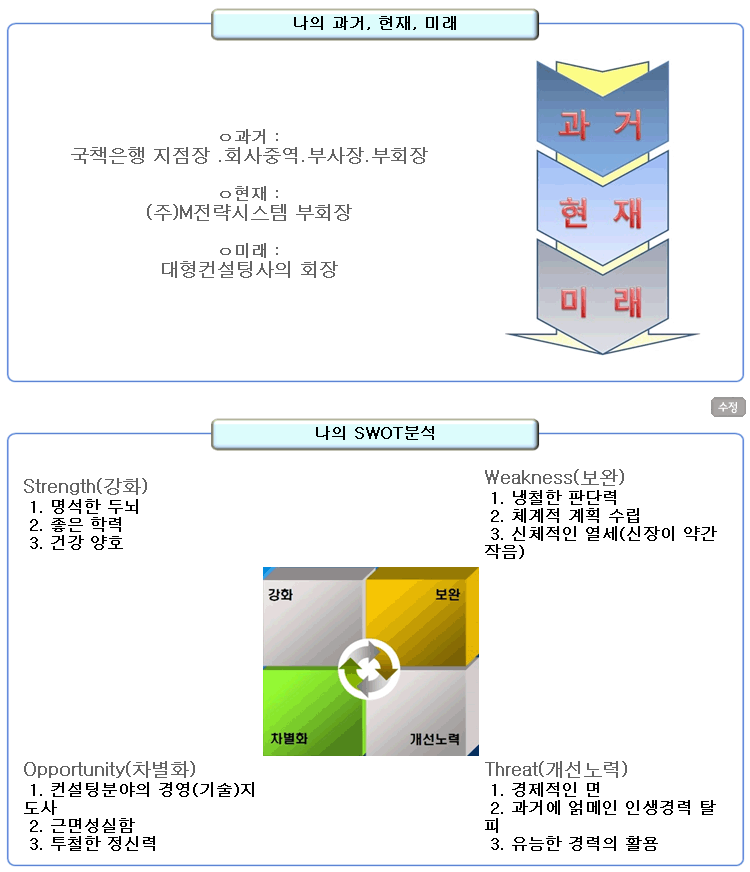 나의 과거, 현재, 미래
ㅇ과거 :
국책은행 지점장 .회사중역.부사장.부회장
ㅇ현재 :
(주)M전략시스템 부회장
ㅇ미래 :
대형컨설팅사의 회장
과 거
현 재
미 래
수정
나의 SWOT분석
Strength(강화)
1. 명석한 두뇌
2. 좋은 학력
3. 건강 양호
Weakness(보완)
1. 냉철한 판단력
2. 체계적 계획 수립
3. 신체적인 열세(신장이 약간
작음)
강화
보완
차별화
개선노력
Opportunity(차별화)
1. 컨설팅분야의 경영(기술)지
도사
2. 근면성실함
3. 투철한 정신력
Threat(개선노력)
1. 경제적인 면
2. 과거에 얽메인 인생경력 탈
피
3. 유능한 경력의 활용